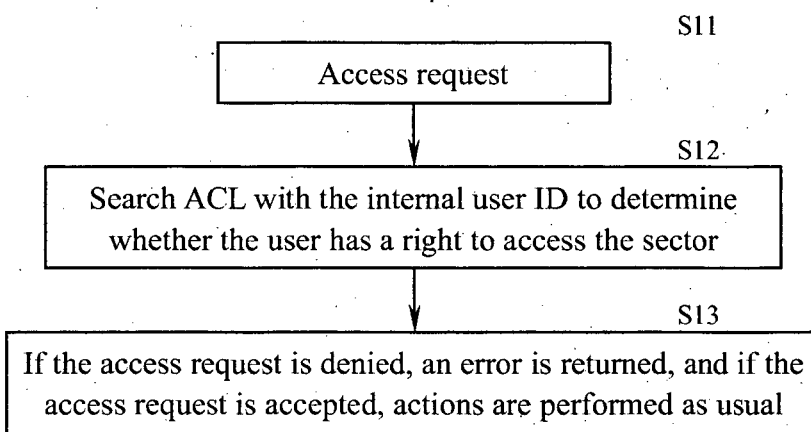 S11
Access request
S12
Search ACL with the internal user ID to determine
whether the user has a right to access the sector
S13
If the access request is denied, an error is returned, and if the
access request is accepted, actions are performed as usual